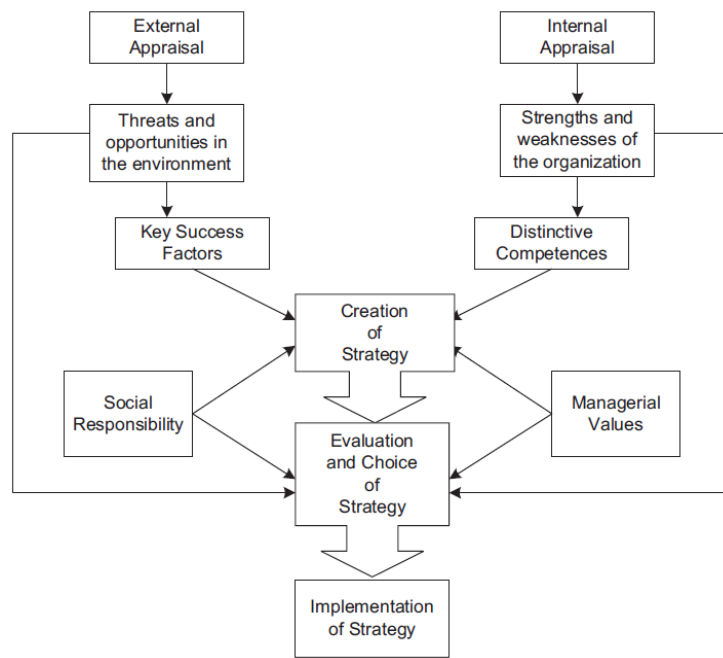 External
Appraisal
Internal
Appraisal
Threats and
opportunities in
the environment
Strengths and
weaknesses of
the organization
Key Success
Factors
Distinctive
Competences
Creation
of
Strategy
Social
Responsibility
Managerial
Values
Evaluation
and Choice
of
Strategy
Implementation
of Strategy